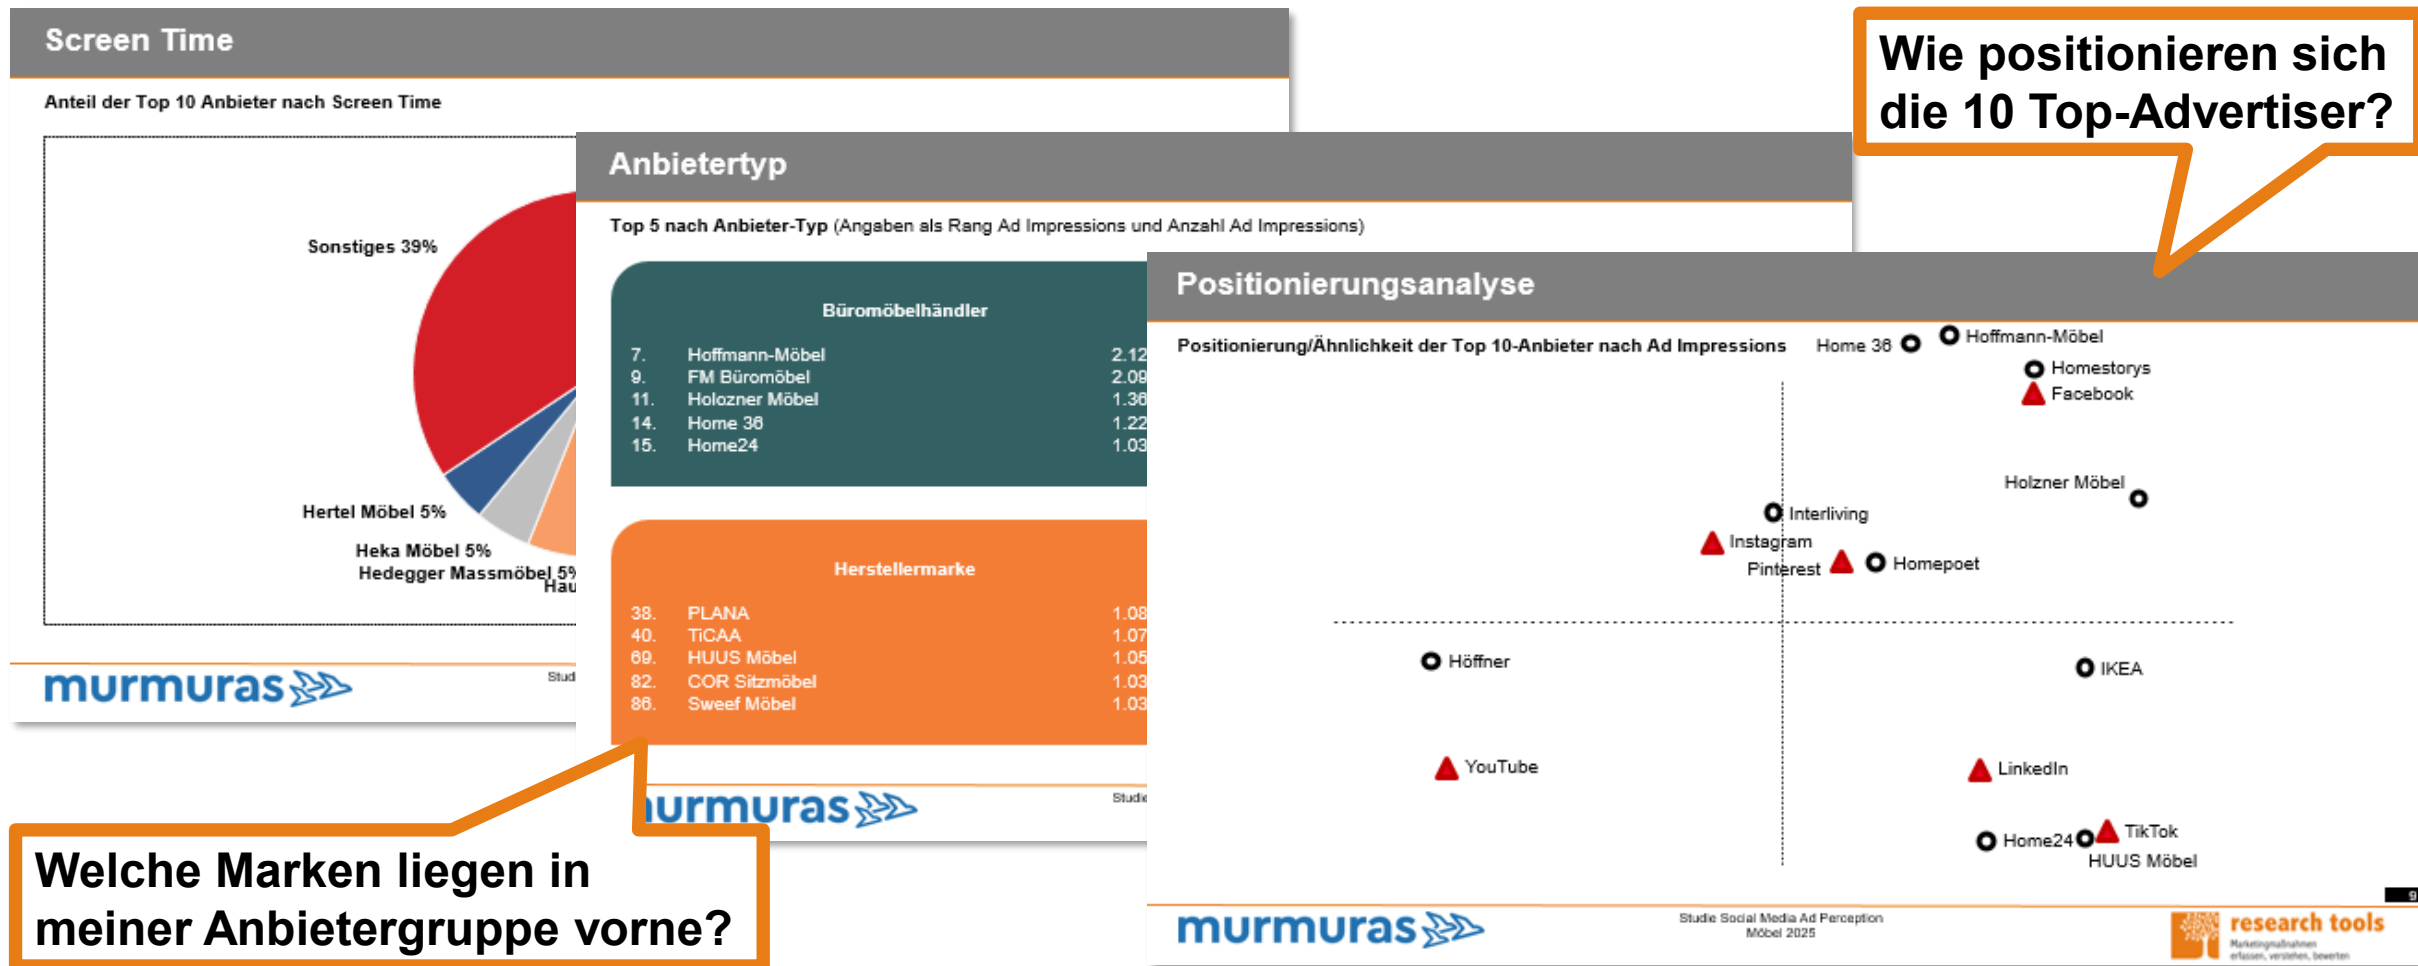 Screen Time
Anteil der Top 10 Anbieter nach Screen Time
Sonstiges 39%
Hertel Möbel 5%
Heka Möbel 5%
Hedegger Massmöbel 5%
murmuras
Anbietertyp
Top 5 nach Anbieter-Typ (Angaben als Rang Ad Impressions und Anzahl Ad Impressions)
Büromöbelhändler
7. Hoffmann-Möbel 2.12
9. FM Büromöbel 2.09
11. Holozner Möbel 1.36
14. Home 36 1.22
15. Home24 1.03
Herstellermarke
38. PLANA 1.08
40. TiCAA 1.07
69. HUUS Möbel 1.05
82. COR Sitzmöbel 1.03
86. Sweef Möbel 1.03
murmuras
Welche Marken liegen in
meiner Anbietergruppe vorne?
Wie positionieren sich
die 10 Top-Advertiser?
Positionierungsanalyse
Positionierung/Ähnlichkeit der Top 10-Anbieter nach Ad Impressions
Home 36
Hoffmann-Möbel
Homestorys
Facebook
Holzner Möbel
Interliving
Instagram
Pinterest
Homepoet
Höffner
IKEA
YouTube
LinkedIn
Home24
TikTok
HUUS Möbel
9
murmuras
Studie Social Media Ad Perception
Möbel 2025
research tools
Marketingmaßnahmen
erfassen, verstehen, bewerten